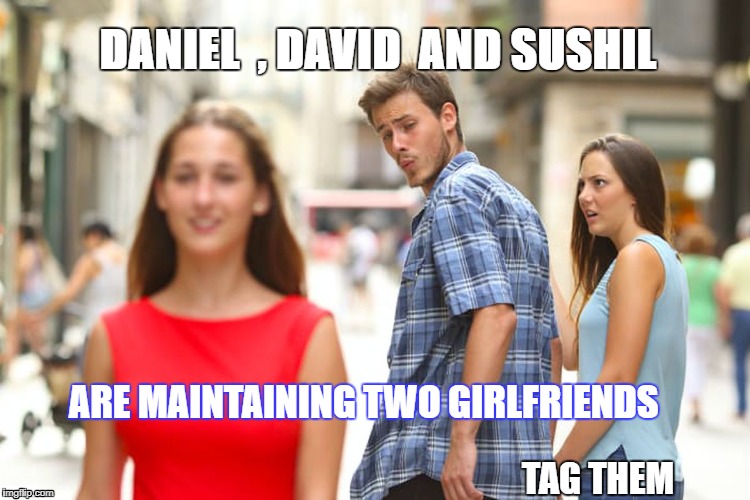 DANIEL , DAVID AND SUSHIL
ARE MAINTAINING TWO GIRLFRIENDS
TAG THEM
imgflip.com